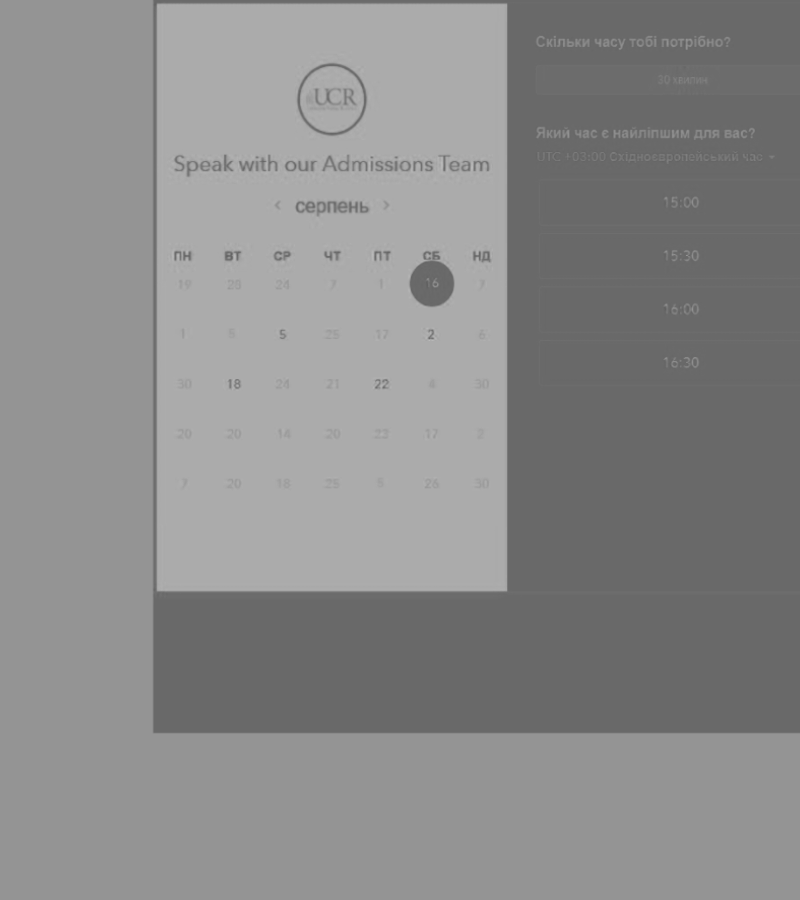 UCR
Speak with our Admissions Team
‹ серпень ›
ПН ВТ СР ЧТ ПТ СБ НД
19 20 24 7 1 16 7
1 5 25 17 2 6
30 18 24 21 22 30
20 20 14 20 22 17 2
7 20 18 25 26 30
Скільки часу тобі потрібно?
30 хвилин
Який час є найліпшим для вас?
UTC +03:00 Східноєвропейський час
15:00
15:30
16:00
16:30